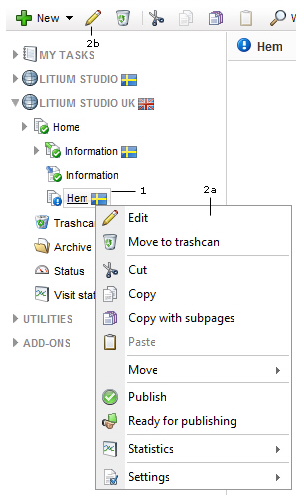 New
W
2b
Hem
MY TASKS
LITIUM STUDIO
LITIUM STUDIO UK
Home
Information
Information
Hem
1
2a
Trashcan
Archive
Status
Visit stat
UTILITIES
ADD-ONS
Edit
Move to trashcan
Cut
Copy
Copy with subpages
Paste
Move
Publish
Ready for publishing
Statistics
Settings